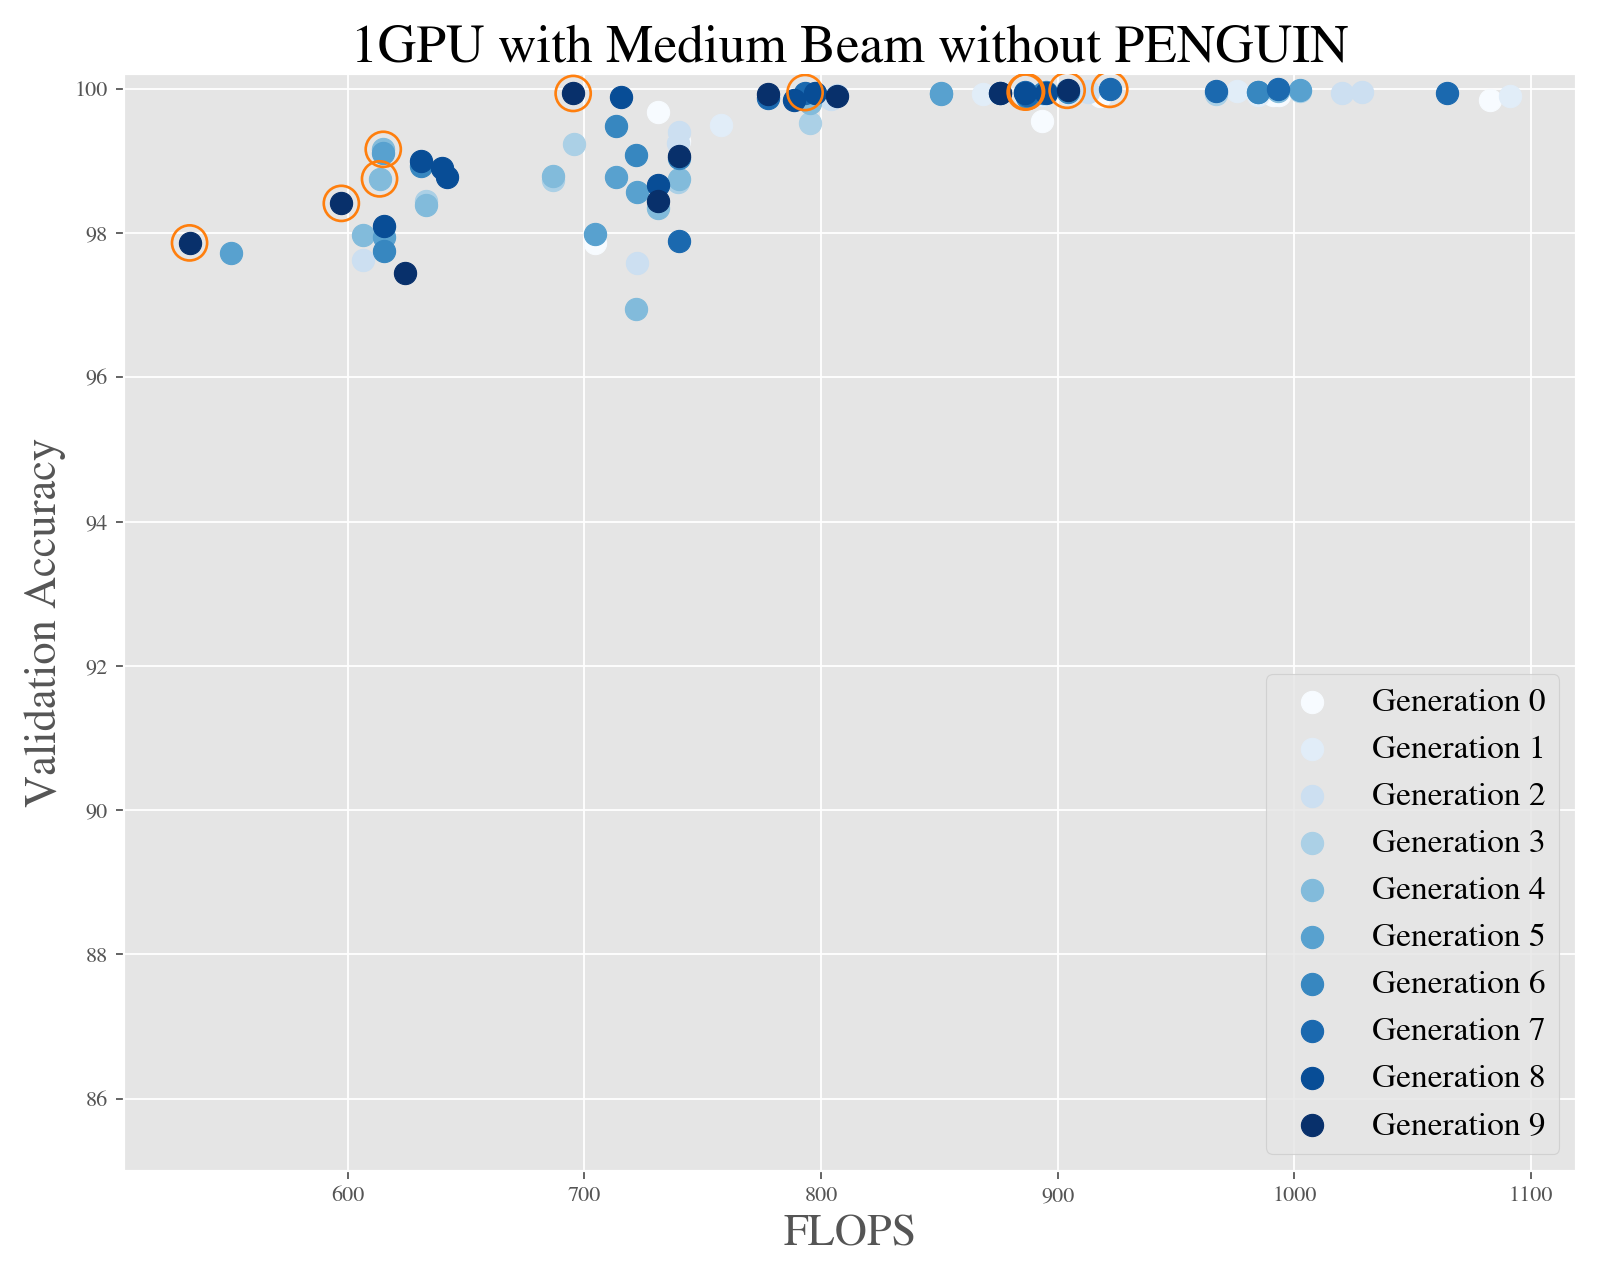 1GPU with Medium Beam without PENGUIN
Validation Accuracy
100
98
96
94
92
90
88
86
Generation 0
Generation 1
Generation 2
Generation 3
Generation 4
Generation 5
Generation 6
Generation 7
Generation 8
Generation 9
600 700 800 900 1000 1100
FLOPS